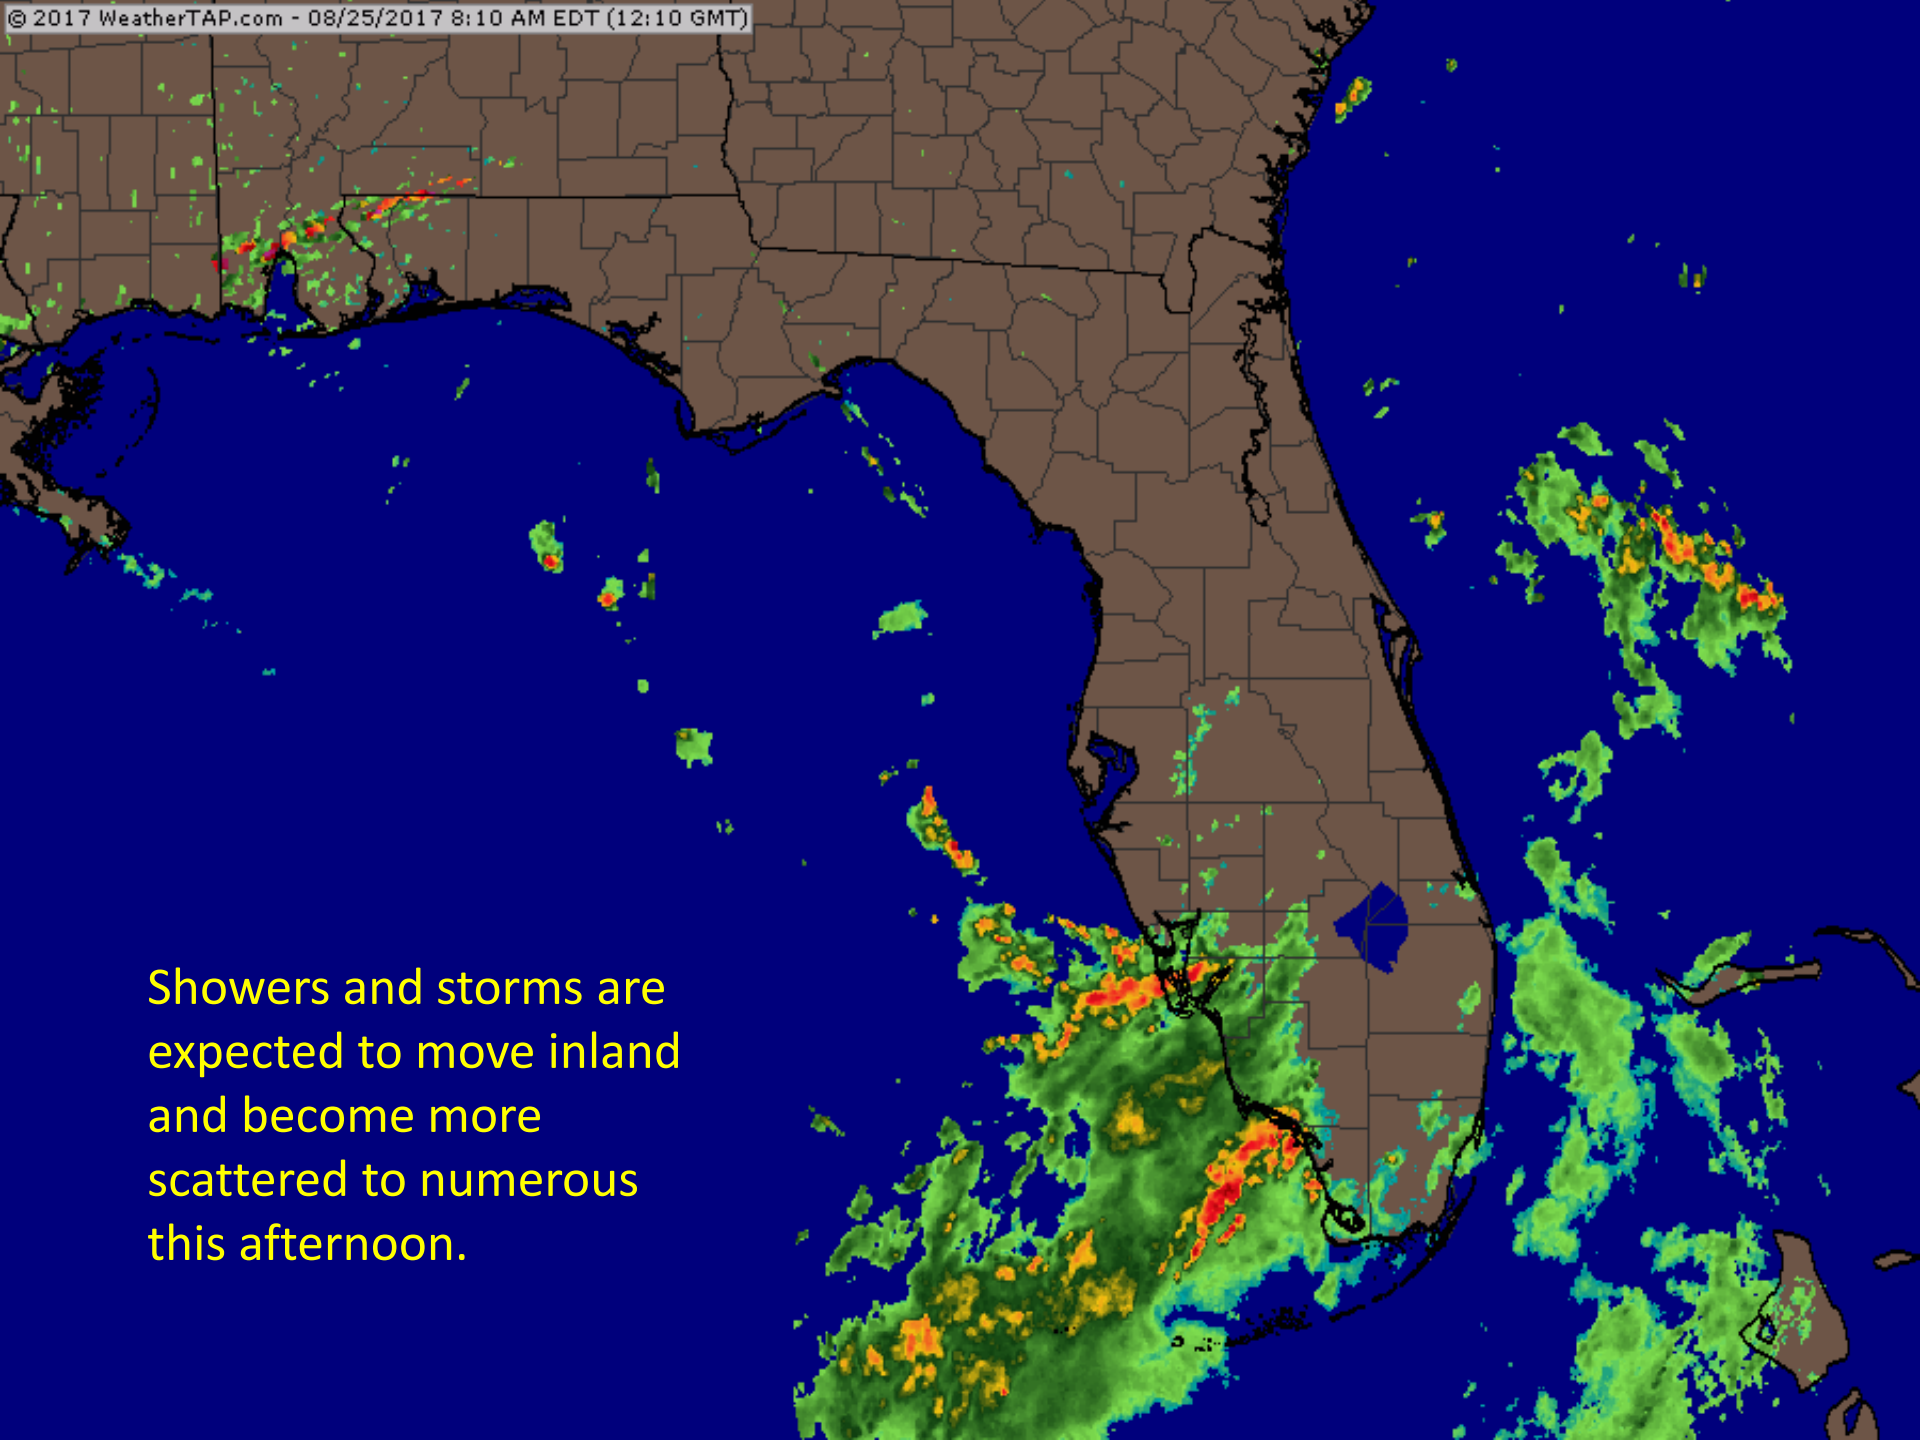 © 2017 WeatherTAP.com - 08/25/2017 8:10 AM EDT (12:10 GMT)
Showers and storms are
expected to move inland
and become more
scattered to numerous
this afternoon.